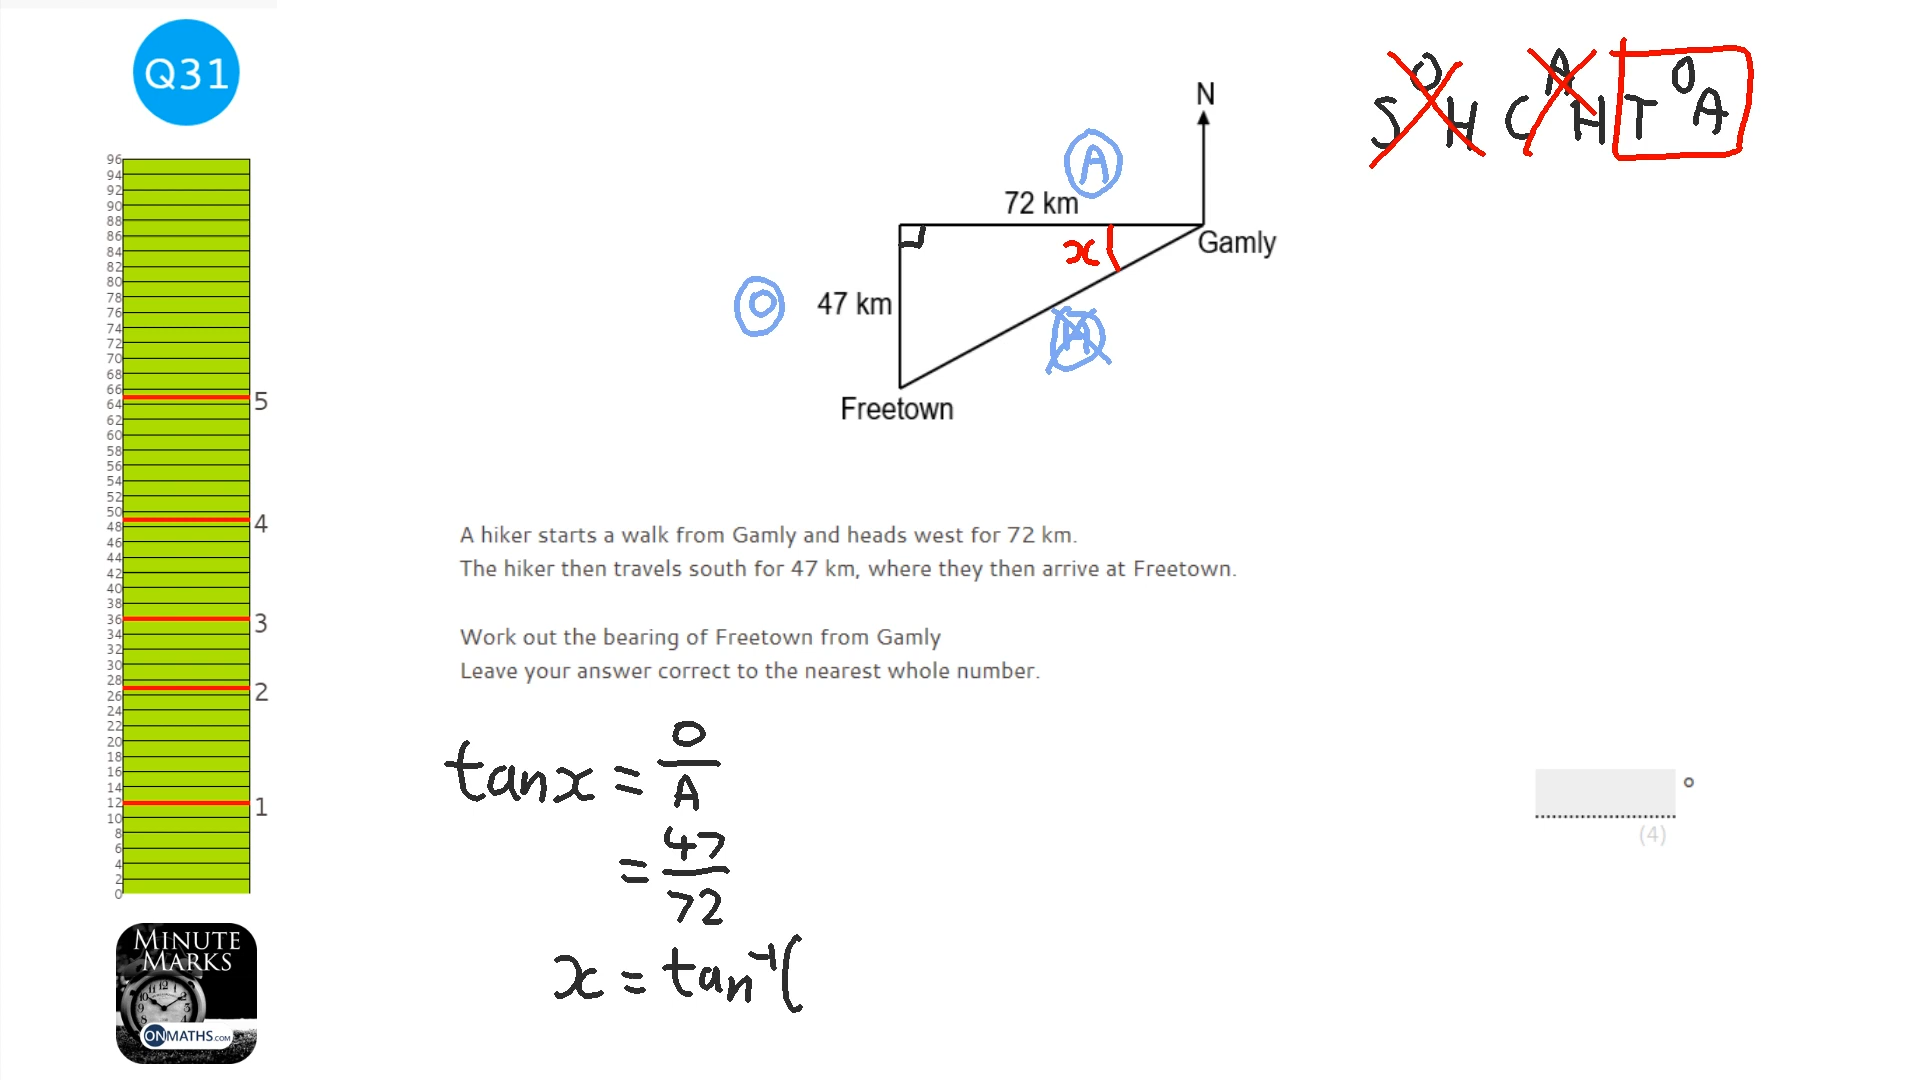 Q31
96
94
92
90
88
86
84
82
80
78
76
74
72
70
68
66
64
62
60
58
56
54
52
50
48
46
44
42
40
38
36
34
32
30
28
26
24
22
20
18
16
14
12
10
8
6
4
2
0
5
4
3
2
1
N
A
72 km
x
Gamly
O
47 km
H
Freetown
SOH CAH TOA
A hiker starts a walk from Gamly and heads west for 72 km.
The hiker then travels south for 47 km, where they then arrive at Freetown.
Work out the bearing of Freetown from Gamly
Leave your answer correct to the nearest whole number.
tan x = O/A
= 47/72
x = tan⁻¹(
°
(4)
MINUTE
MARKS
ONMATHS.COM